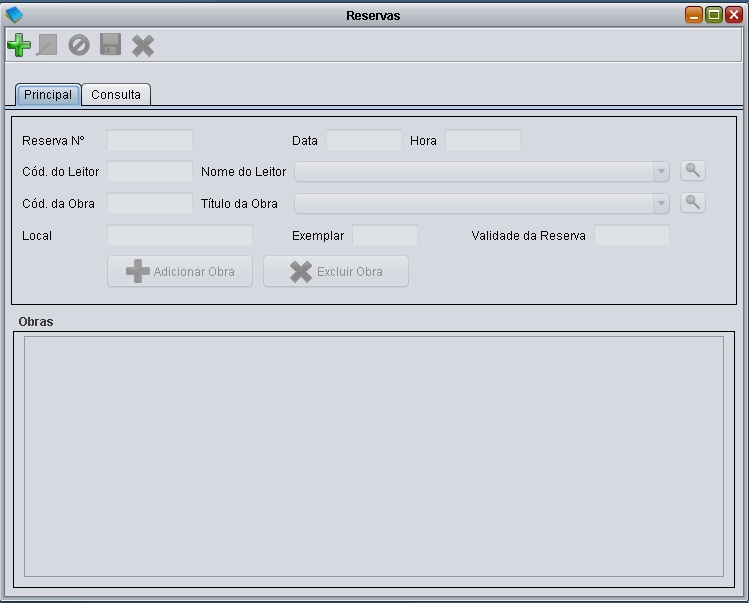 Reservas
Principal Consulta
Reserva Nº Data Hora
Cód. do Leitor Nome do Leitor
Cód. da Obra Título da Obra
Local Exemplar Validade da Reserva
Adicionar Obra Excluir Obra
Obras